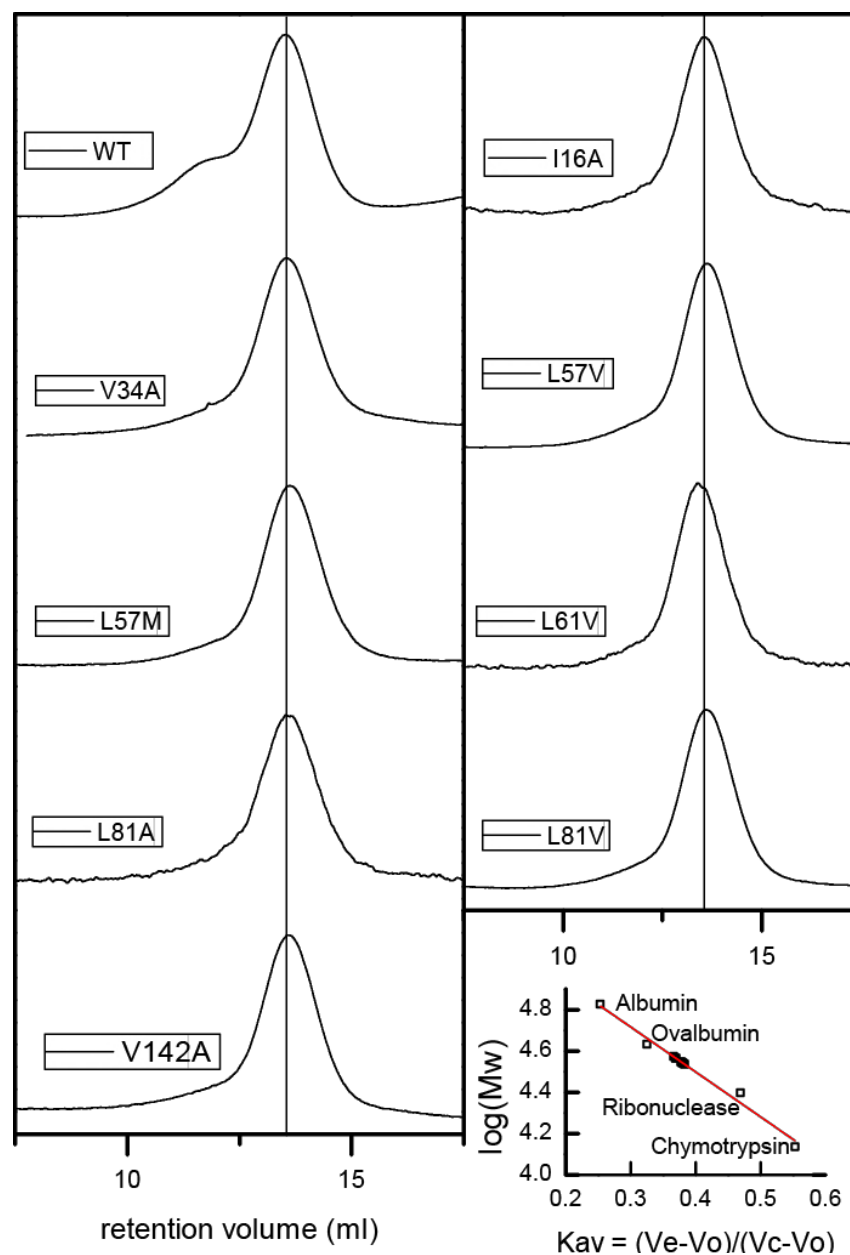 WT
V34A
L57M
L81A
V142A
10
15
retention volume (ml)
I16A
L57V
L61V
L81V
10
15
4.8
4.6
4.4
4.2
4.0
log(Mw)
Albumin
Ovalbumin
Ribonuclease
Chymotrypsin
0.2 0.3 0.4 0.5 0.6
Kav = (Ve-Vo)/(Vc-Vo)